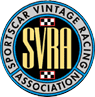 SPORTSCAR VINTAGE RACING
SVRA
ASSOCIATION